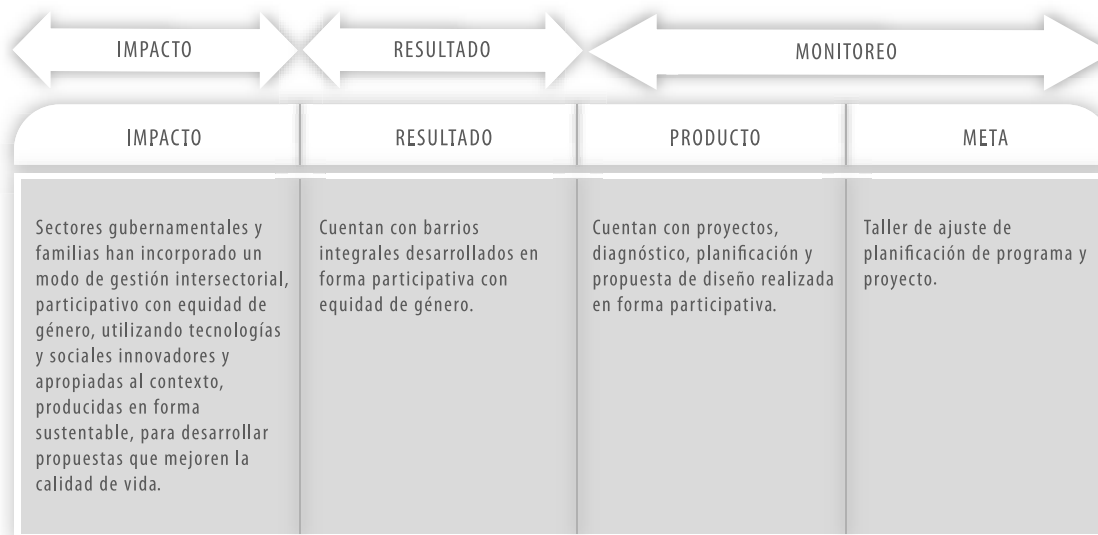 IMPACTO
RESULTADO
MONITOREO
IMPACTO
RESULTADO
PRODUCTO
META
Sectores gubernamentales y
familias han incorporado un
modo de gestión intersectorial,
participativo con equidad de
género, utilizando tecnologías
y sociales innovadores y
apropiadas al contexto,
producidas en forma
sustentable, para desarrollar
propuestas que mejoren la
calidad de vida.
Cuentan con barrios
integrales desarrollados en
forma participativa con
equidad de género.
Cuentan con proyectos,
diagnóstico, planificación y
propuesta de diseño realizada
en forma participativa.
Taller de ajuste de
planificación de programa y
proyecto.